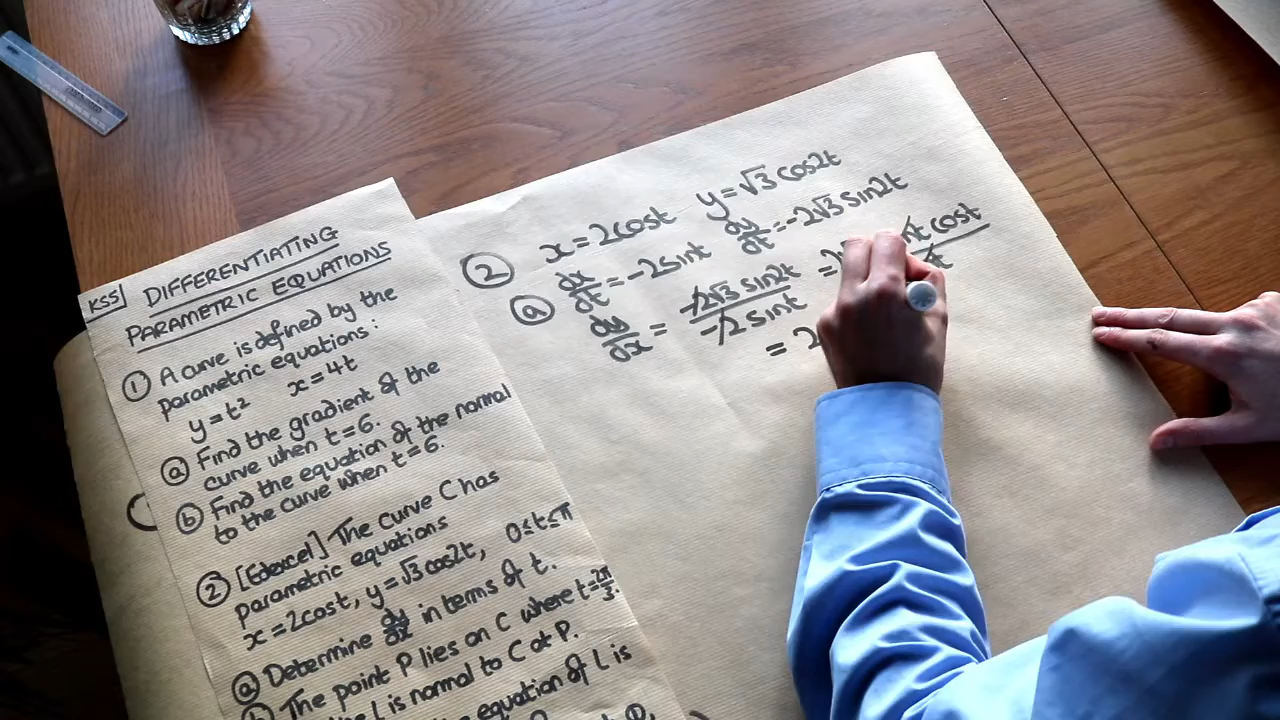 KS5 DIFFERENTIATING
PARAMETRIC EQUATIONS
① A curve is defined by the
parametric equations:
y=t² x=4t
ⓐ Find the gradient of the
curve when t=6.
ⓑ Find the equation of the normal
to the curve when t=6.
② [Edexcel] The curve C has
parametric equations
x=2cost, y=√3 cos2t, 0≤t≤π
ⓐ Determine dy/dx in terms of t.
ⓑ The point P lies on C where t=2π/3.
L is normal to C at P.
equation of L is
② x=2cost y=√3 cos2t
ⓐ dx/dt=-2sint dy/dt=-2√3 sin2t
dy/dx = -2√3 sin2t/-2sint = 2 cost
= 2